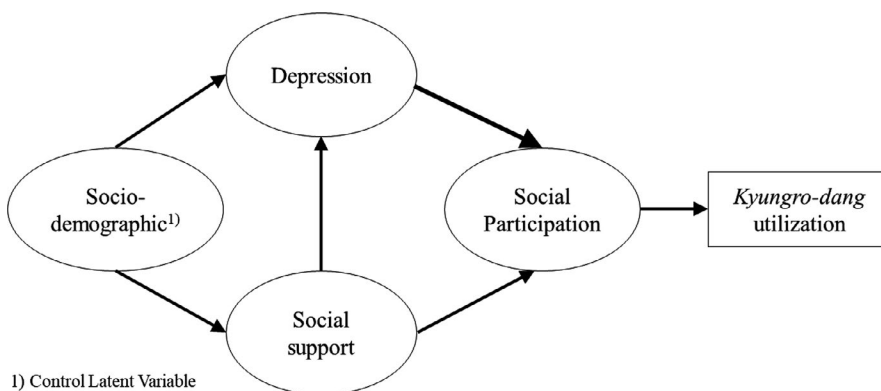 Depression
Socio-
demographic1)
Social
Participation
Kyungro-dang
utilization
Social
support
1) Control Latent Variable